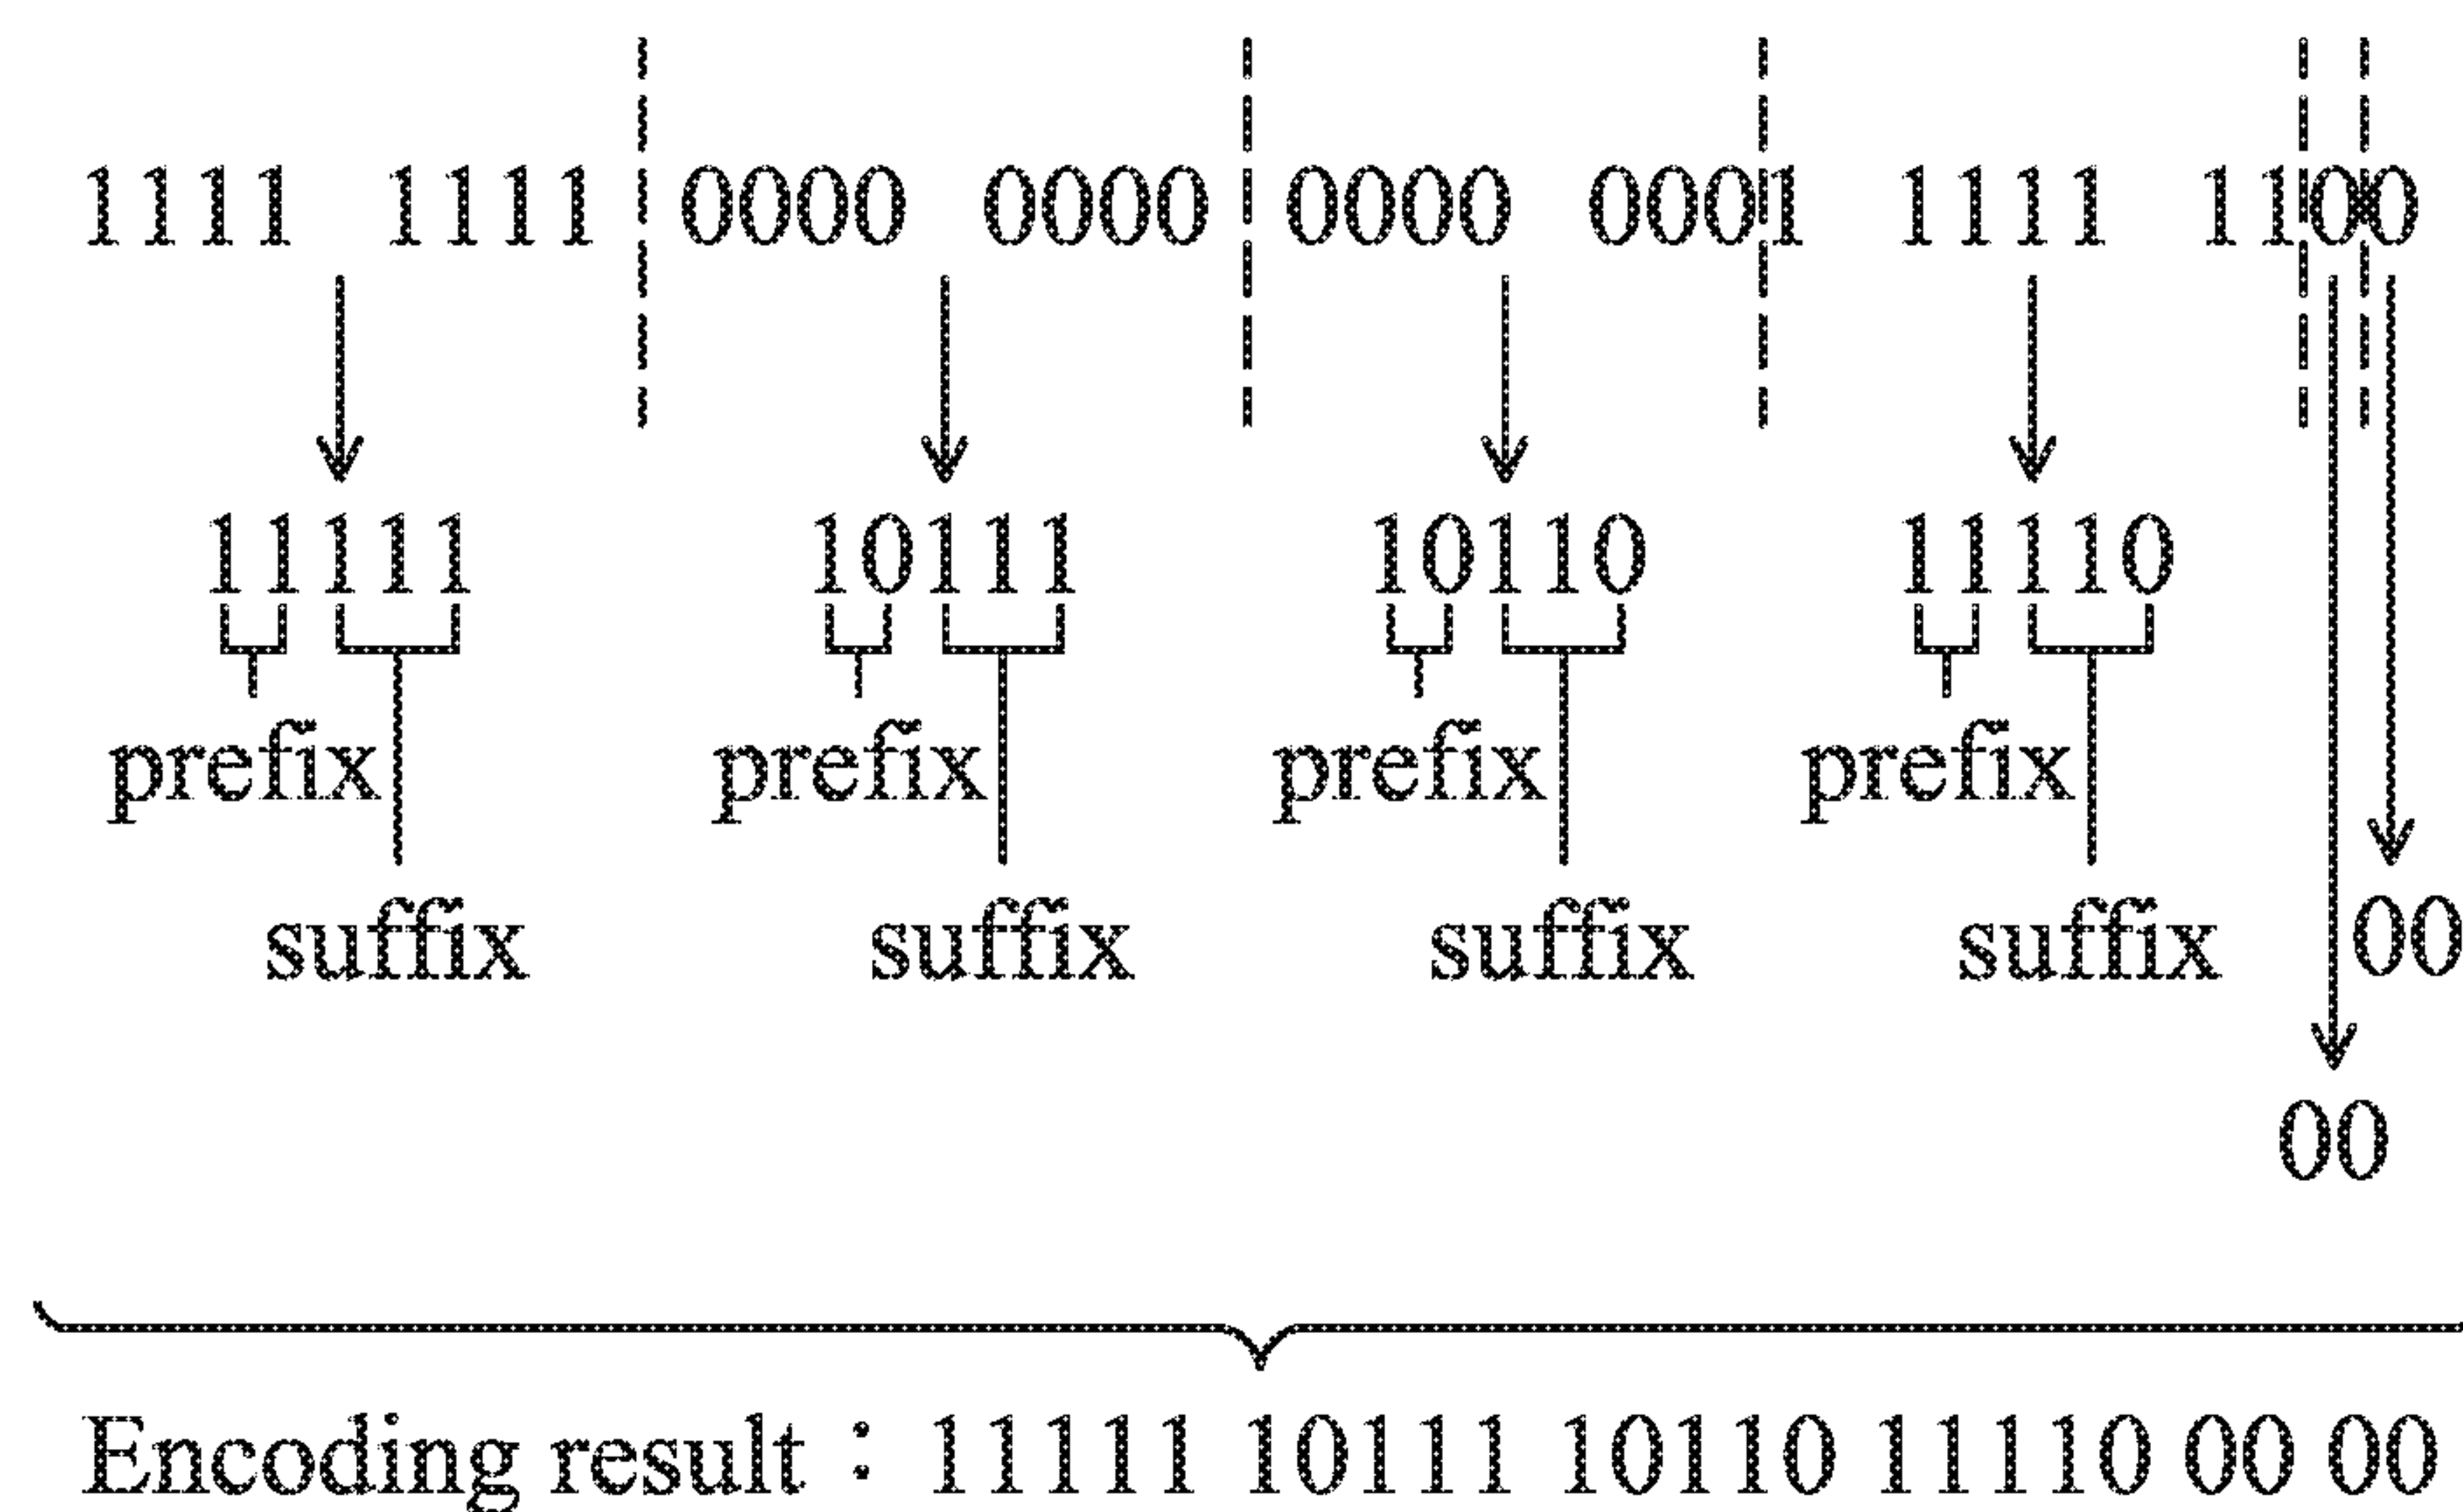 1111 1111 0000 0000 0000 0001 1111 1100
11111 10111 10110 11110
prefix prefix prefix prefix
suffix suffix suffix suffix 00
00
Encoding result : 11111 10111 10110 11110 00 00